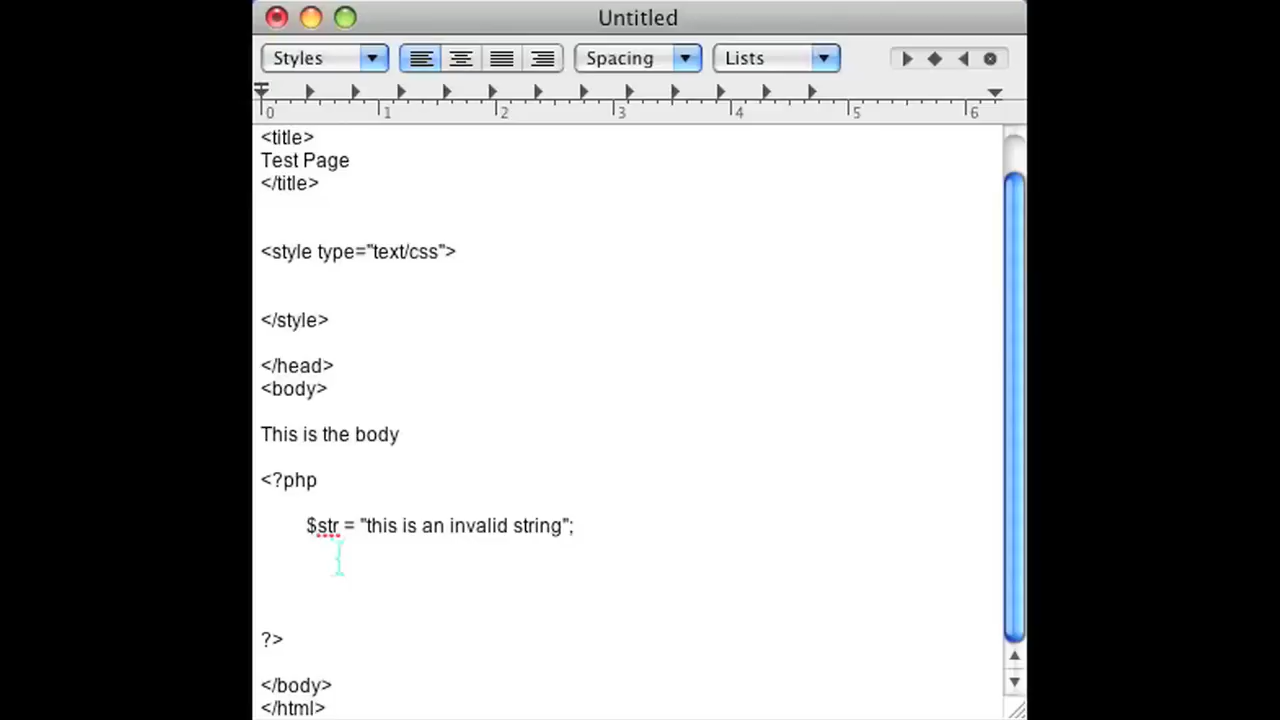 Untitled
Styles Spacing Lists
0 1 2 3 4 5 6
<title>
Test Page
</title>
<style type="text/css">
</style>
</head>
<body>
This is the body
<?php
$str = "this is an invalid string";
?>
</body>
</html>